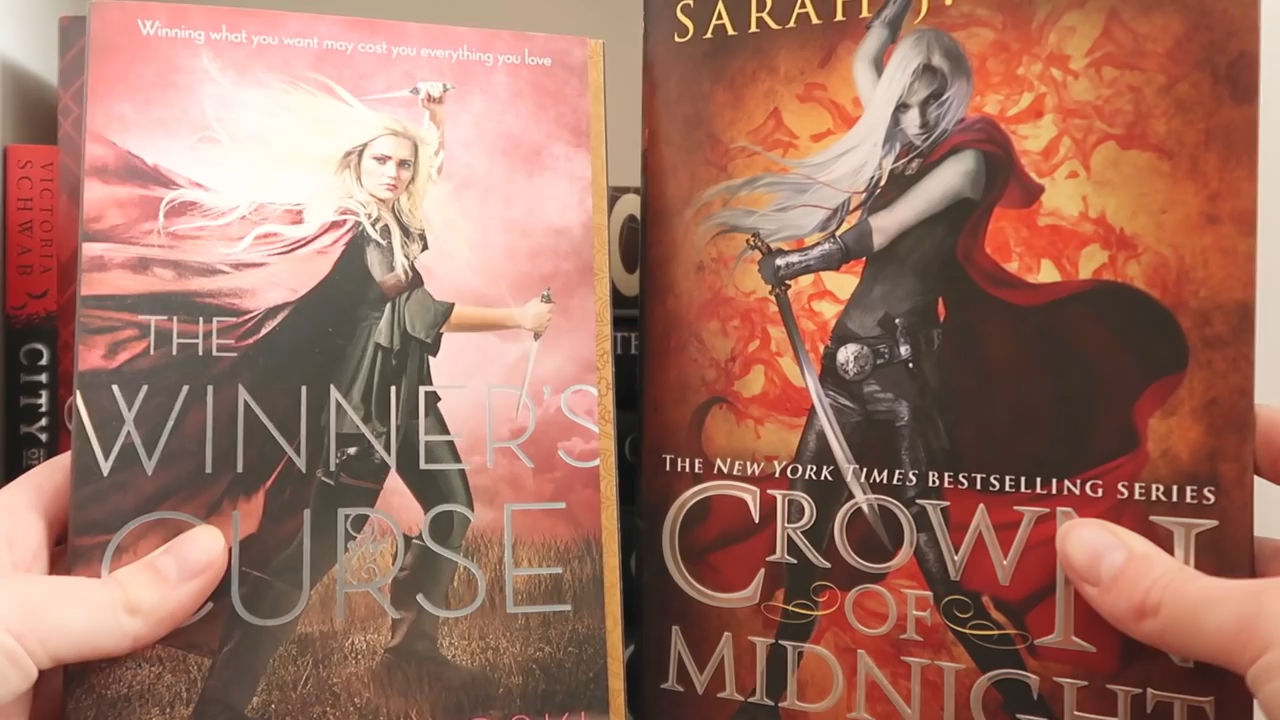 Winning what you want may cost you everything you love
THE
WINNER'S
CURSE
SARAH J.
THE NEW YORK TIMES BESTSELLING SERIES
CROWN
OF
MIDNIGHT
VICTORIA
SCHWAB
CITY
OF